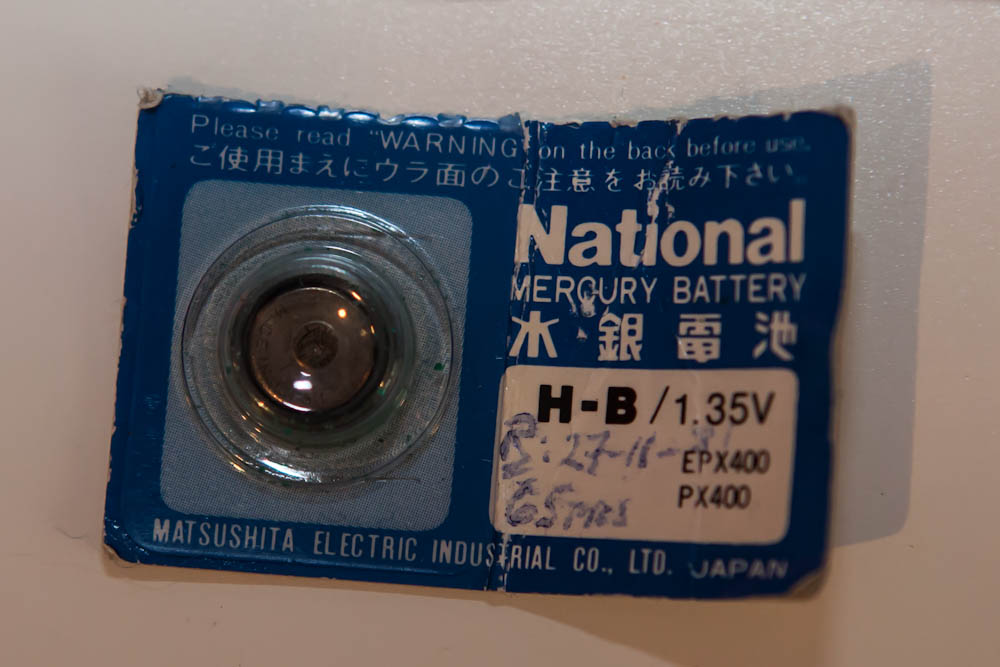 Please read "WARNING" on the back before use.
ご使用まえにウラ面のご注意をお読み下さい。
National
MERCURY BATTERY
水銀電池
H-B/1.35V
27-11-
EPX400
PX400
MATSUSHITA ELECTRIC INDUSTRIAL CO., LTD. JAPAN